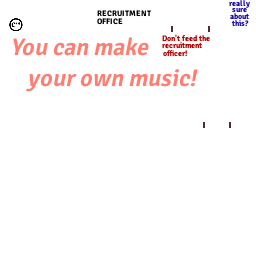 really
sure
about
this?
RECRUITMENT
OFFICE
Don't feed the
recruitment
officer!
You can make
your own music!